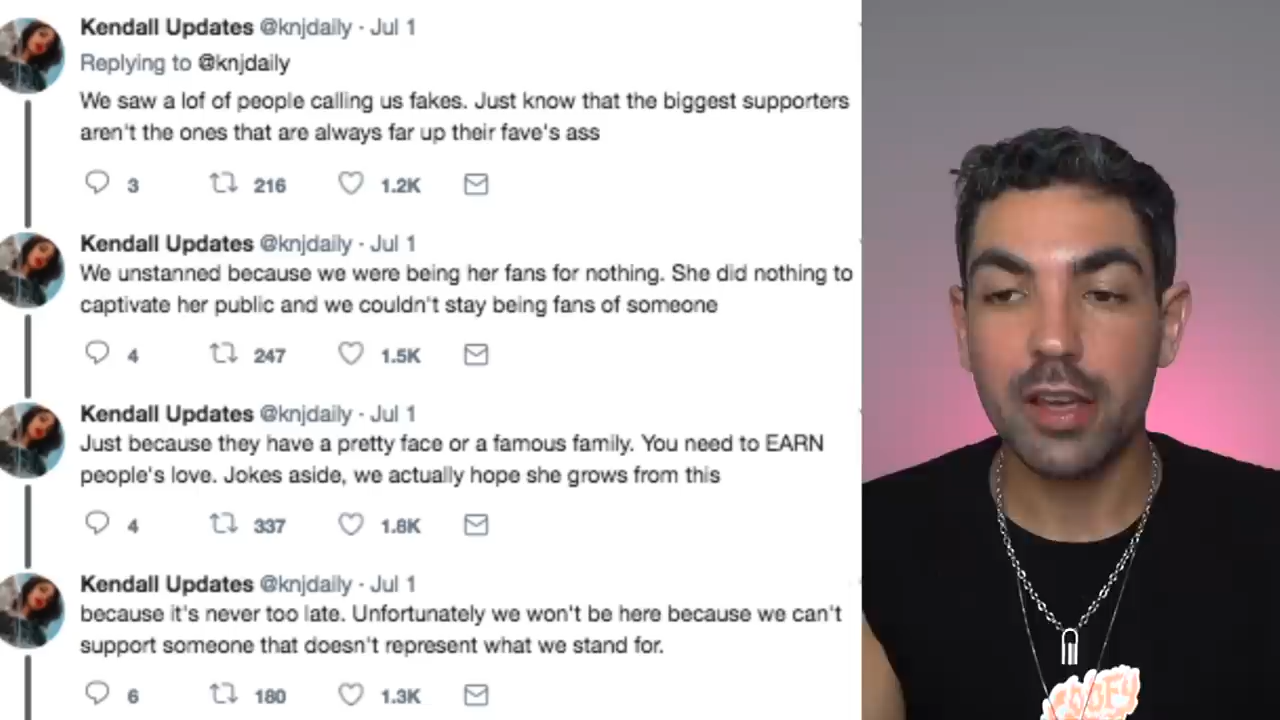 Kendall Updates @knjdaily · Jul 1
Replying to @knjdaily
We saw a lof of people calling us fakes. Just know that the biggest supporters
aren't the ones that are always far up their fave's ass
3 216 1.2K
Kendall Updates @knjdaily · Jul 1
We unstanned because we were being her fans for nothing. She did nothing to
captivate her public and we couldn't stay being fans of someone
4 247 1.5K
Kendall Updates @knjdaily · Jul 1
Just because they have a pretty face or a famous family. You need to EARN
people's love. Jokes aside, we actually hope she grows from this
4 337 1.8K
Kendall Updates @knjdaily · Jul 1
because it's never too late. Unfortunately we won't be here because we can't
support someone that doesn't represent what we stand for.
6 180 1.3K